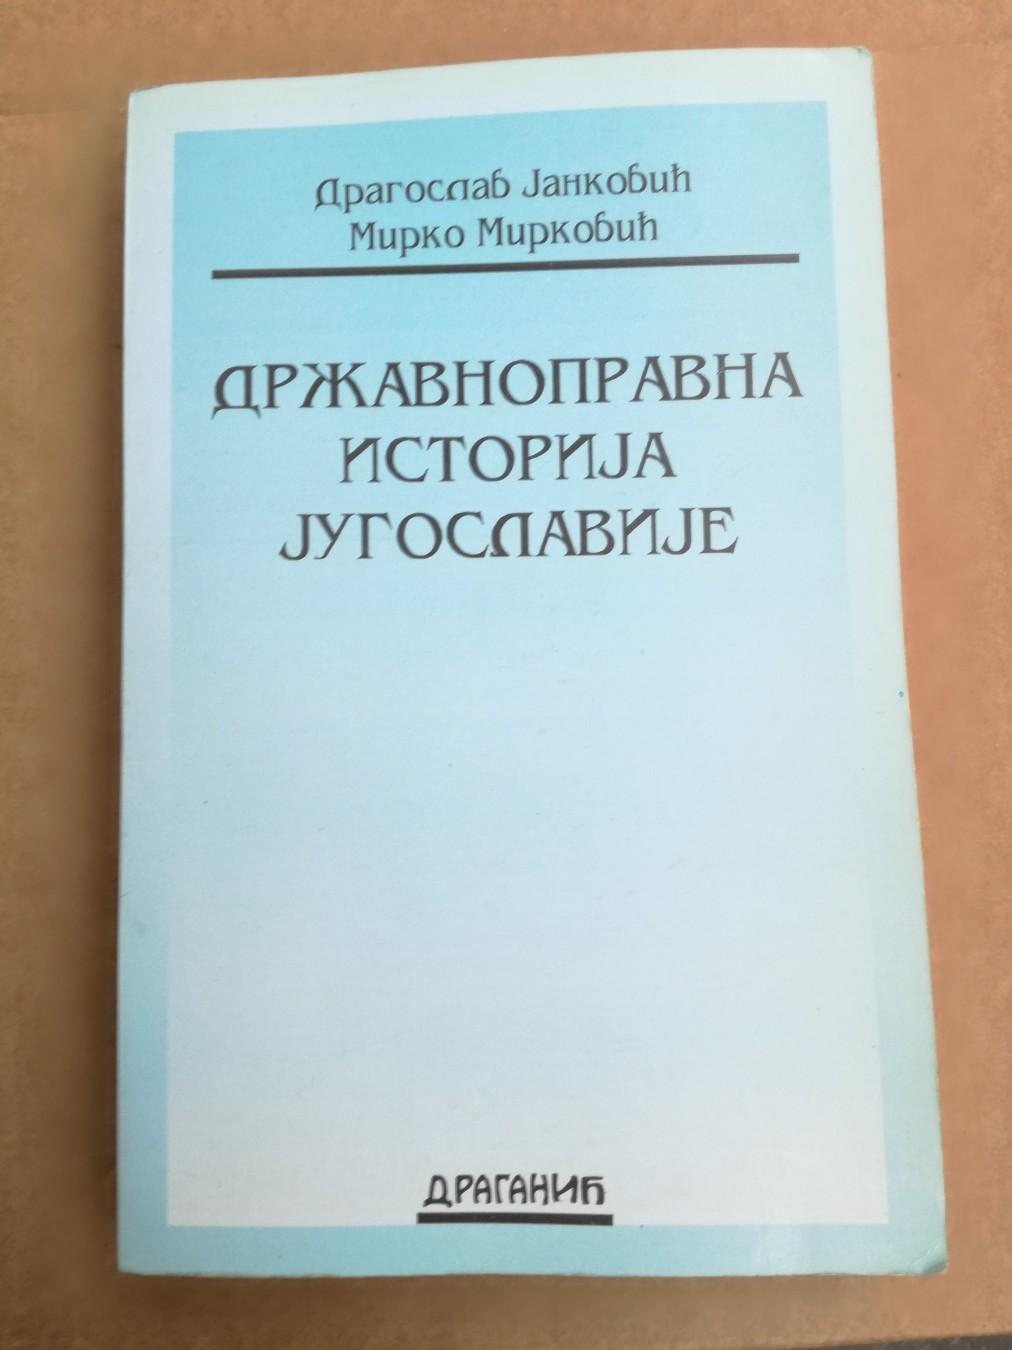 Драгослав Јанковић
Мирко Мирковић
ДРЖАВНОПРАВНА
ИСТОРИЈА
ЈУГОСЛАВИЈЕ
ДРАГАНИЋ